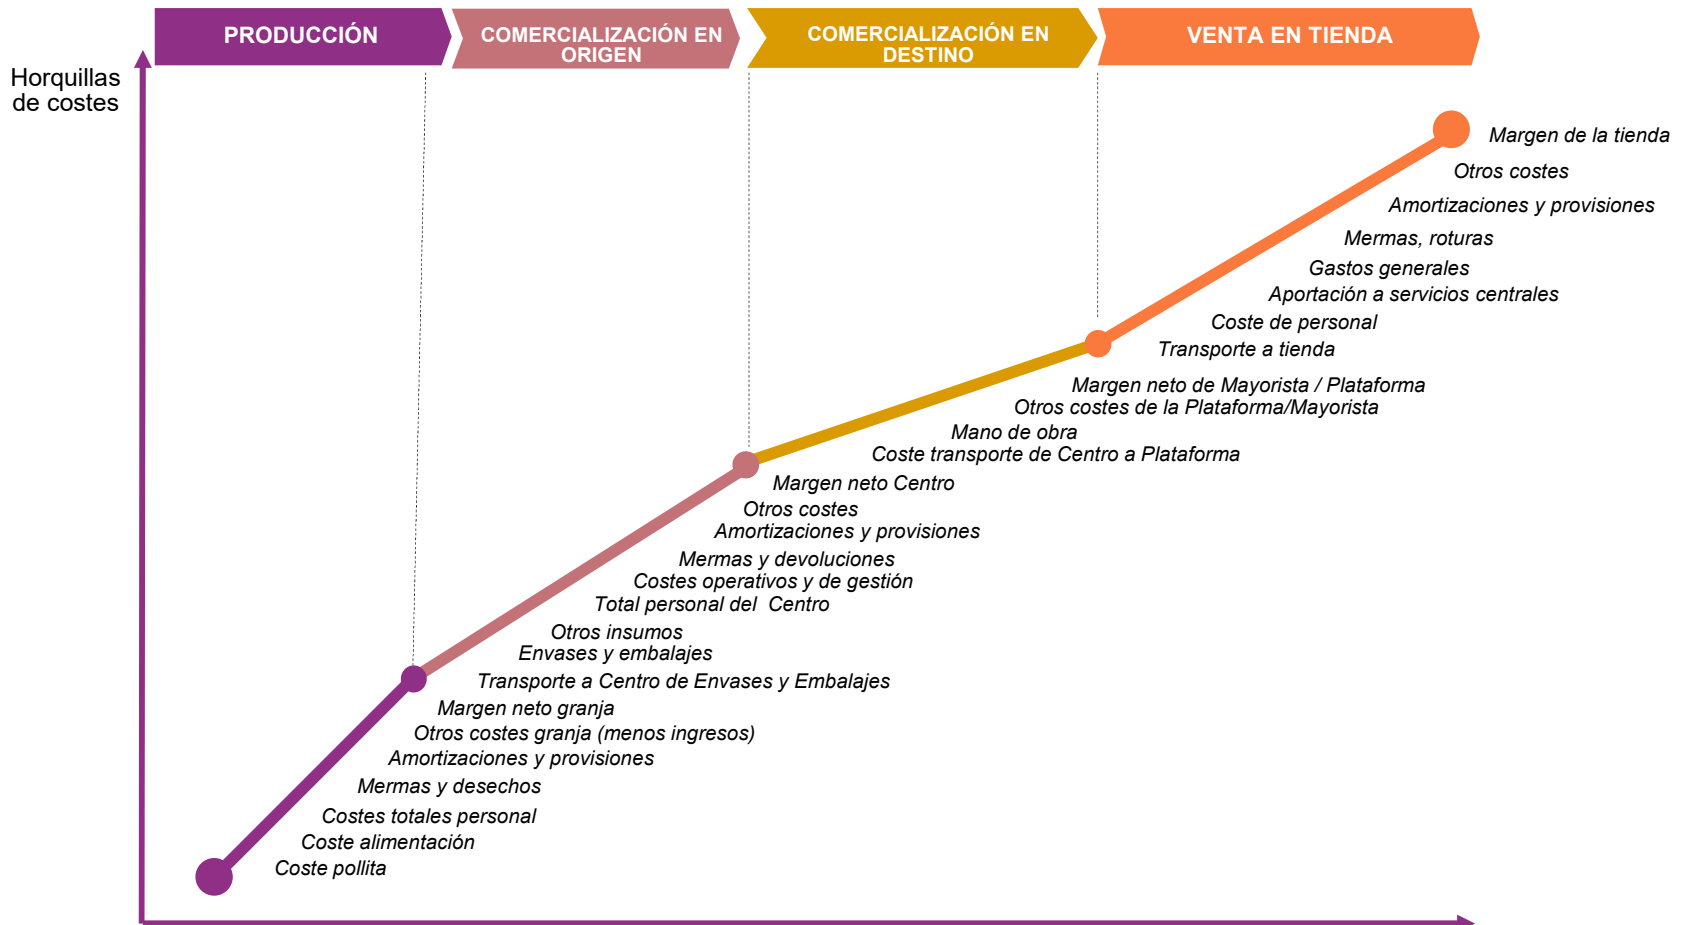 PRODUCCIÓN
COMERCIALIZACIÓN EN
ORIGEN
COMERCIALIZACIÓN EN
DESTINO
VENTA EN TIENDA
Horquillas
de costes
Margen de la tienda
Otros costes
Amortizaciones y provisiones
Mermas, roturas
Gastos generales
Aportación a servicios centrales
Coste de personal
Transporte a tienda
Margen neto de Mayorista / Plataforma
Otros costes de la Plataforma/Mayorista
Mano de obra
Coste transporte de Centro a Plataforma
Margen neto Centro
Otros costes
Amortizaciones y provisiones
Mermas y devoluciones
Costes operativos y de gestión
Total personal del Centro
Otros insumos
Envases y embalajes
Transporte a Centro de Envases y Embalajes
Margen neto granja
Otros costes granja (menos ingresos)
Amortizaciones y provisiones
Mermas y desechos
Costes totales personal
Coste alimentación
Coste pollita